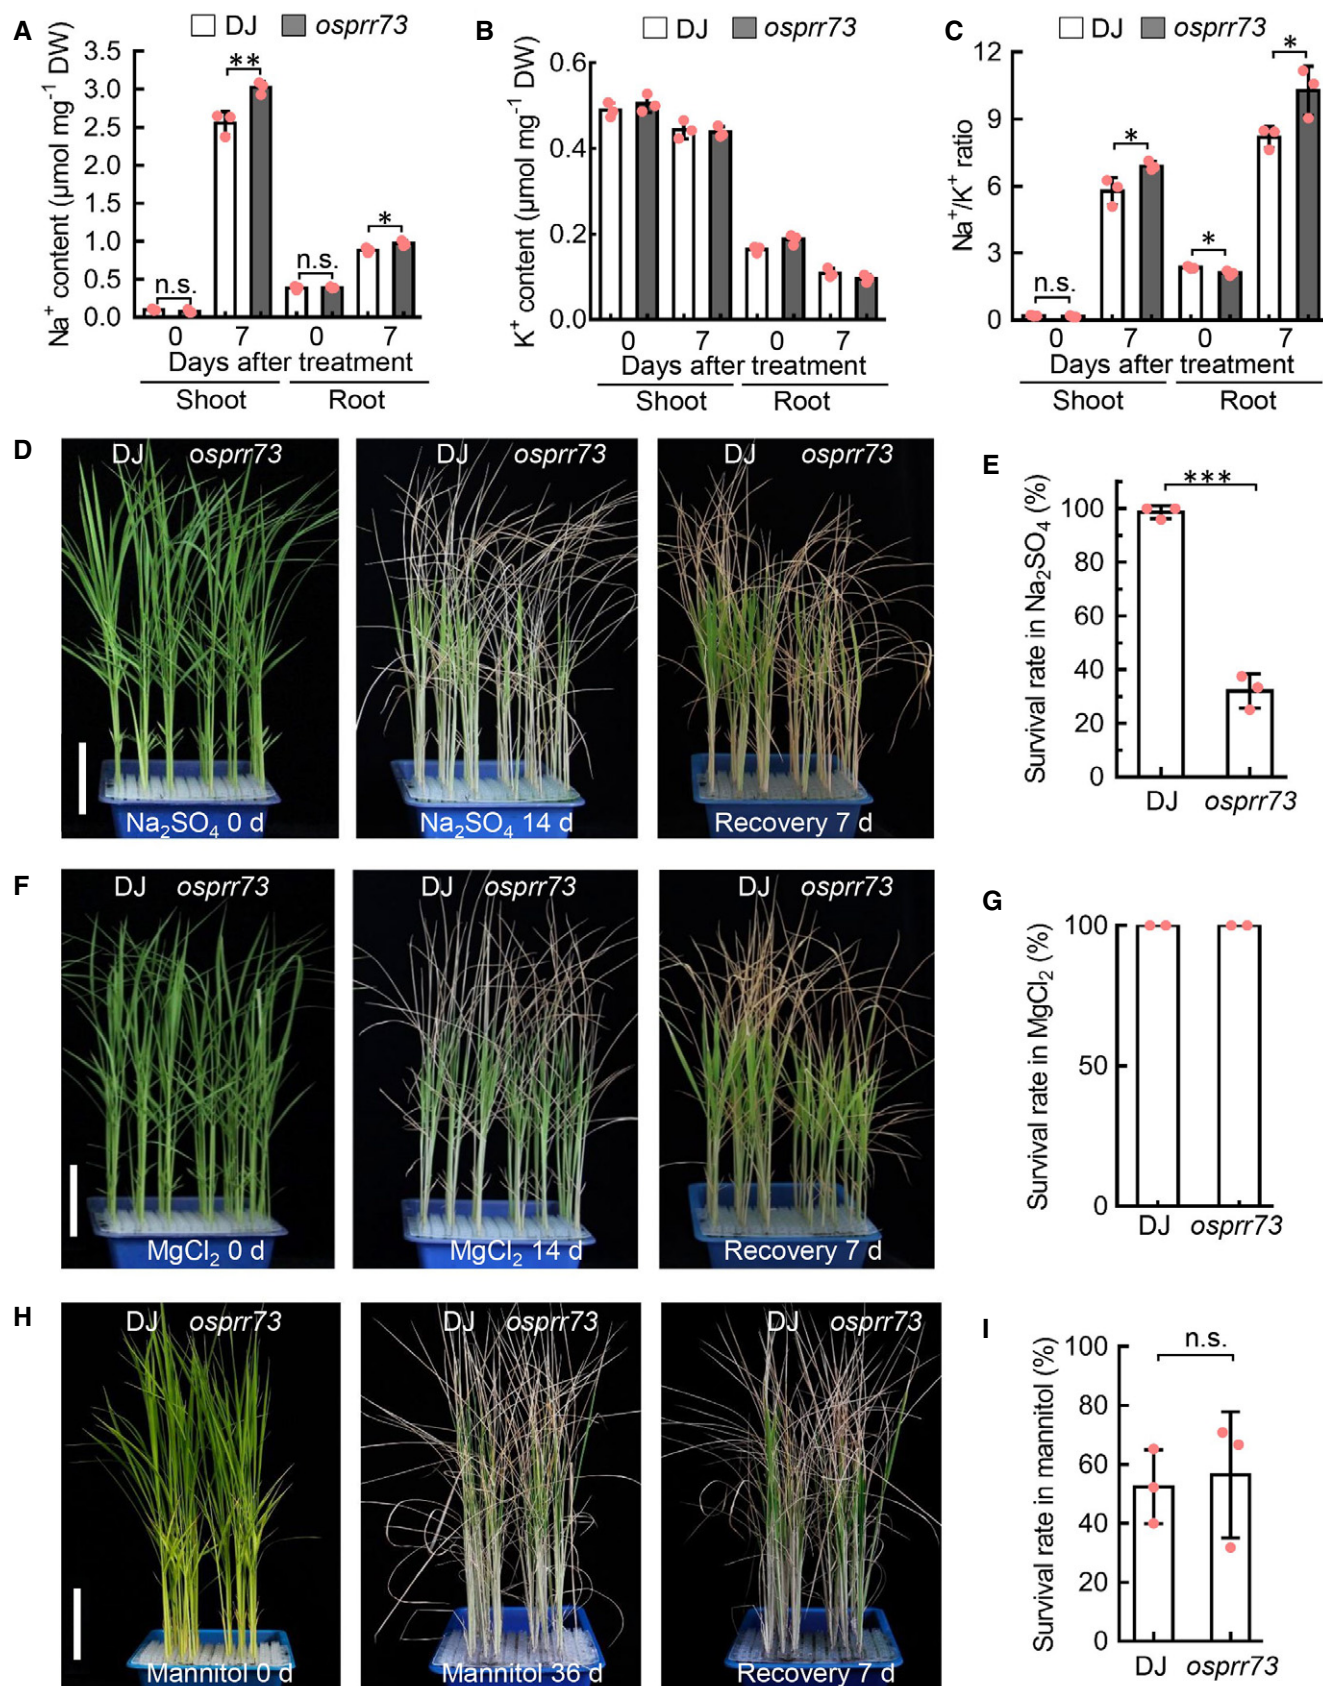 A
DJ osprr73
Na⁺ content (µmol mg⁻¹ DW)
3.5
3.0
2.5
2.0
1.5
1.0
0.5
0.0
n.s.
**
n.s.
*
0 7 0 7
Days after treatment
Shoot Root
B
DJ osprr73
K⁺ content (µmol mg⁻¹ DW)
0.6
0.4
0.2
0.0
0 7 0 7
Days after treatment
Shoot Root
C
DJ osprr73
Na⁺/K⁺ ratio
12
9
6
3
0
n.s.
*
*
*
0 7 0 7
Days after treatment
Shoot Root
D
DJ osprr73
Na₂SO₄ 0 d
DJ osprr73
Na₂SO₄ 14 d
DJ osprr73
Recovery 7 d
E
Survival rate in Na₂SO₄ (%)
100
80
60
40
20
0
***
DJ osprr73
F
DJ osprr73
MgCl₂ 0 d
DJ osprr73
MgCl₂ 14 d
DJ osprr73
Recovery 7 d
G
Survival rate in MgCl₂ (%)
100
50
0
DJ osprr73
H
DJ osprr73
Mannitol 0 d
DJ osprr73
Mannitol 36 d
DJ osprr73
Recovery 7 d
I
Survival rate in mannitol (%)
100
80
60
40
20
0
n.s.
DJ osprr73